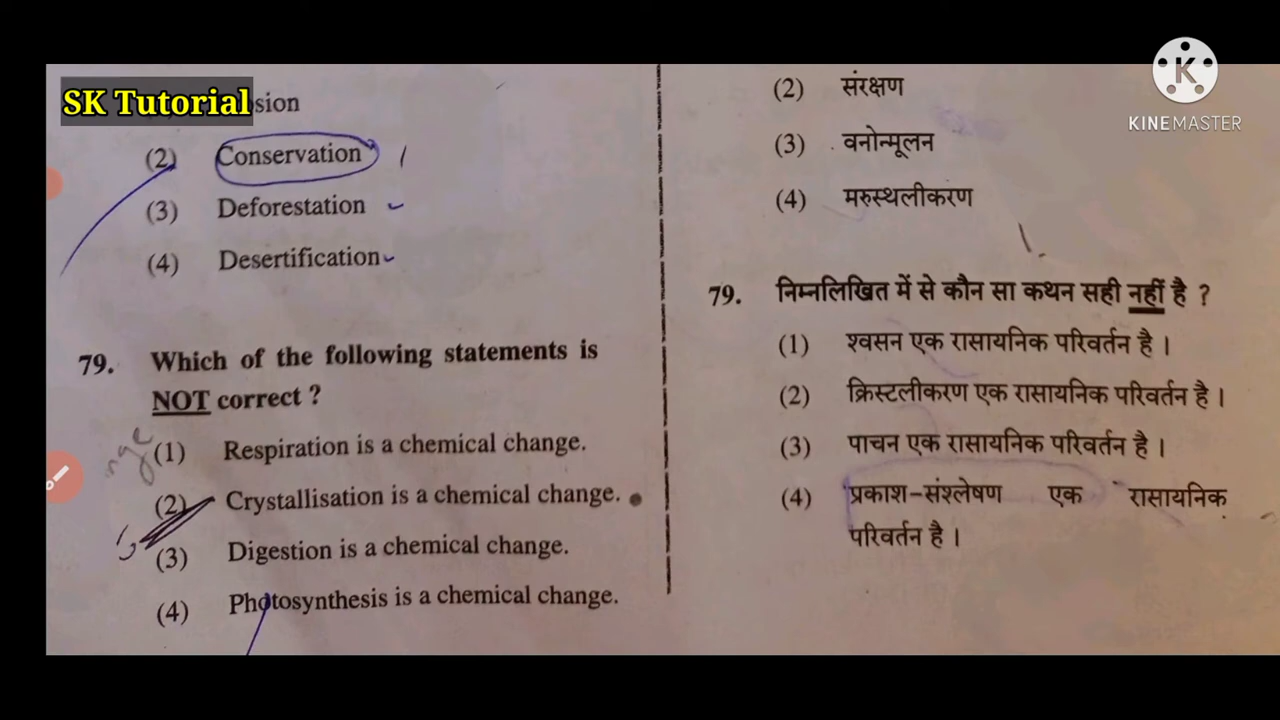 SK Tutorial
sion
(2) Conservation
(3) Deforestation
(4) Desertification
79. Which of the following statements is
NOT correct ?
(1) Respiration is a chemical change.
(2) Crystallisation is a chemical change.
(3) Digestion is a chemical change.
(4) Photosynthesis is a chemical change.
(2) संरक्षण
(3) वनोन्मूलन
(4) मरुस्थलीकरण
79. निम्नलिखित में से कौन सा कथन सही नहीं है ?
(1) श्वसन एक रासायनिक परिवर्तन है ।
(2) क्रिस्टलीकरण एक रासायनिक परिवर्तन है ।
(3) पाचन एक रासायनिक परिवर्तन है ।
(4) प्रकाश-संश्लेषण एक रासायनिक
परिवर्तन है ।
K
KINEMASTER